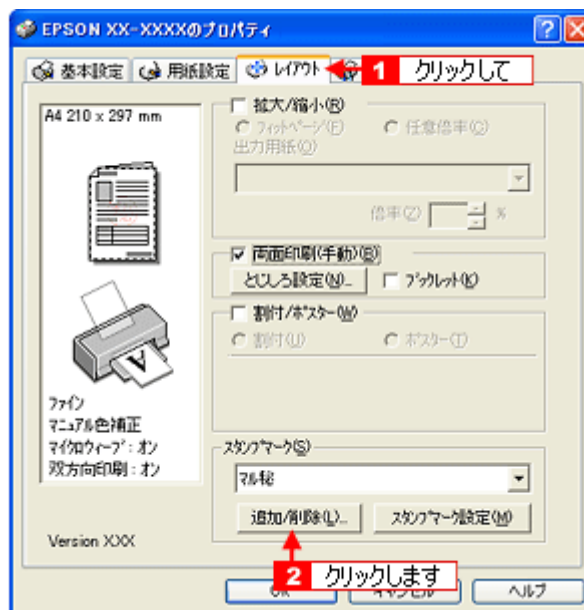 EPSON XX-XXXXのプロパティ
基本設定 用紙設定 レイアウト 1 クリックして
A4 210 x 297 mm
拡大/縮小(R)
フィットページ(F) 任意倍率(C)
出力用紙(O)
倍率(Z) %
両面印刷(手動)(B)
とじしろ設定(N)... ブックレット(K)
割付/ポスター(W)
割付(U) ポスター(T)
ファイン
マニュアル色補正
マイクロウィーブ:オン
双方向印刷:オン
スタンプマーク(S)
マル秘
追加/削除(L)... スタンプマーク設定(M)
Version XXX
2 クリックします
OK キャンセル ヘルプ